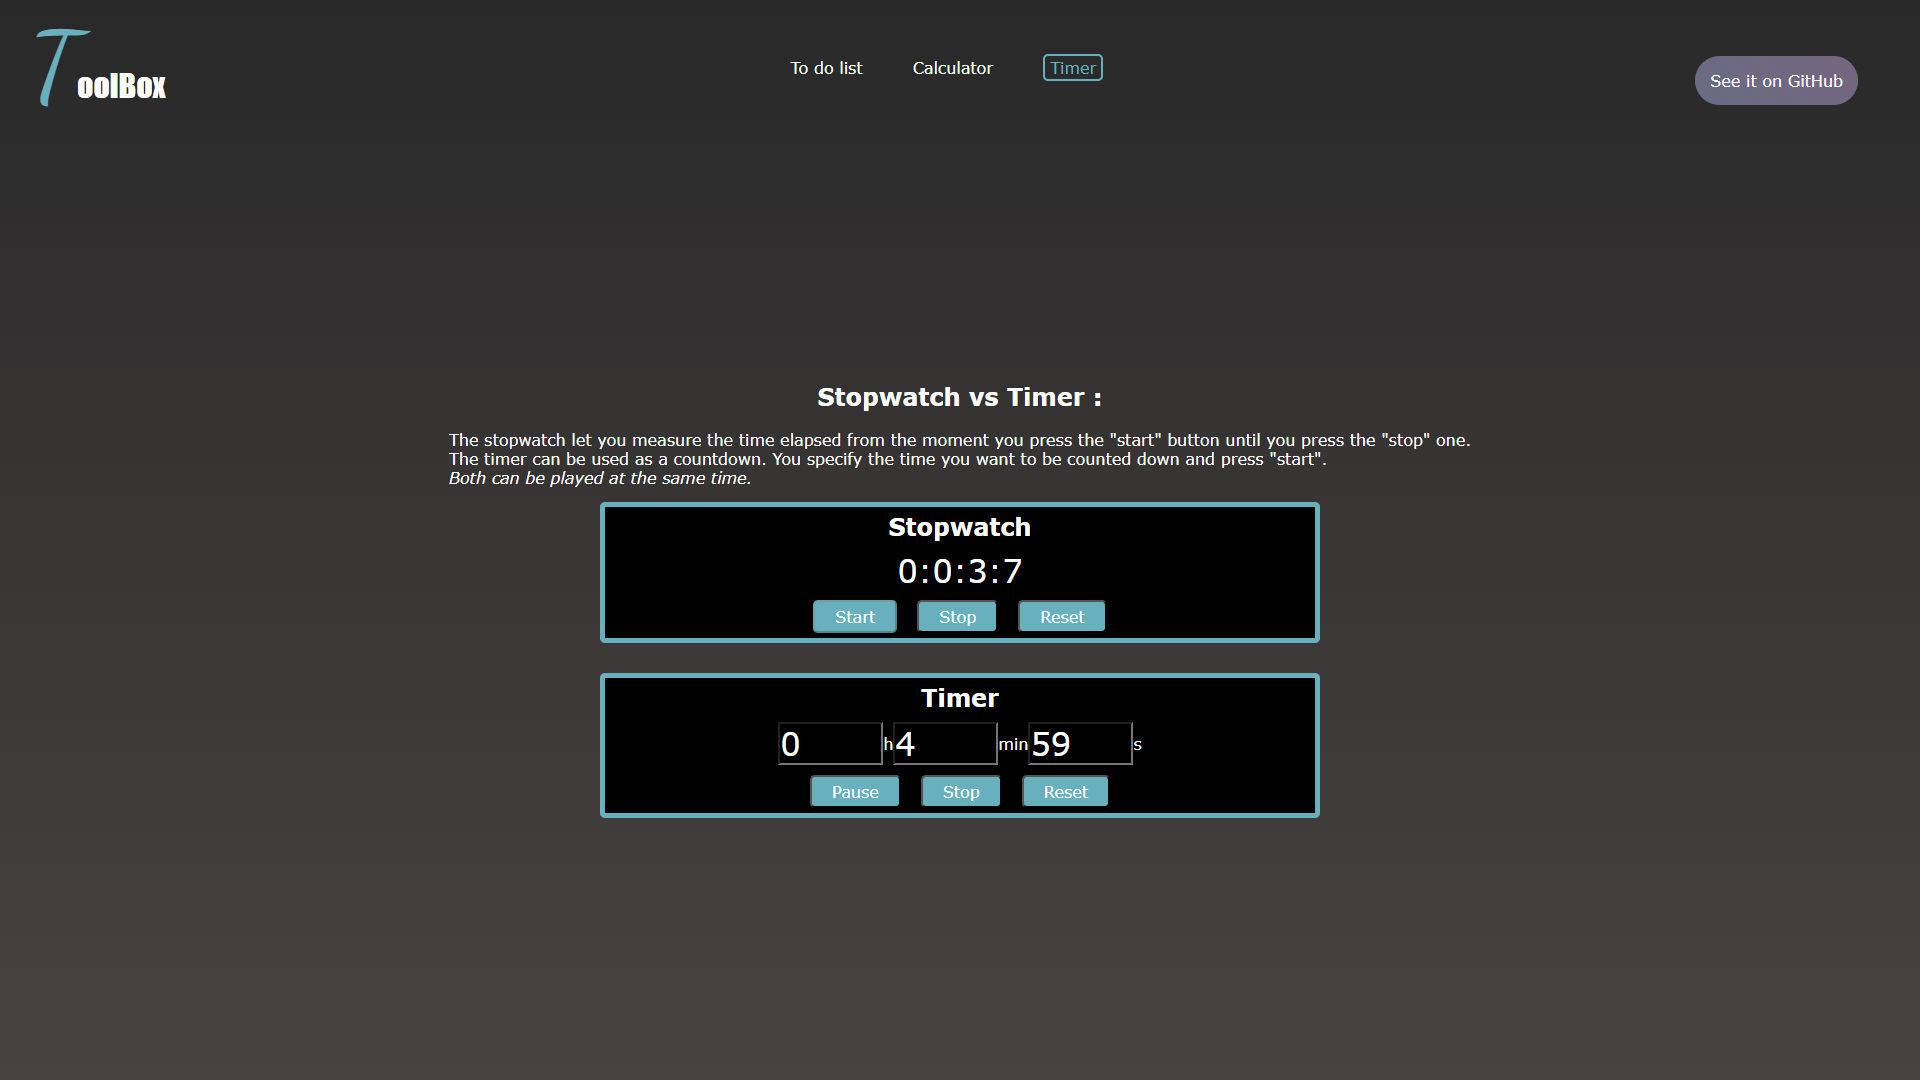 ToolBox
To do list
Calculator
Timer
See it on GitHub
Stopwatch vs Timer :
The stopwatch let you measure the time elapsed from the moment you press the "start" button until you press the "stop" one.
The timer can be used as a countdown. You specify the time you want to be counted down and press "start".
Both can be played at the same time.
Stopwatch
0:0:3:7
Start Stop Reset
Timer
0 h 4 min 59 s
Pause Stop Reset